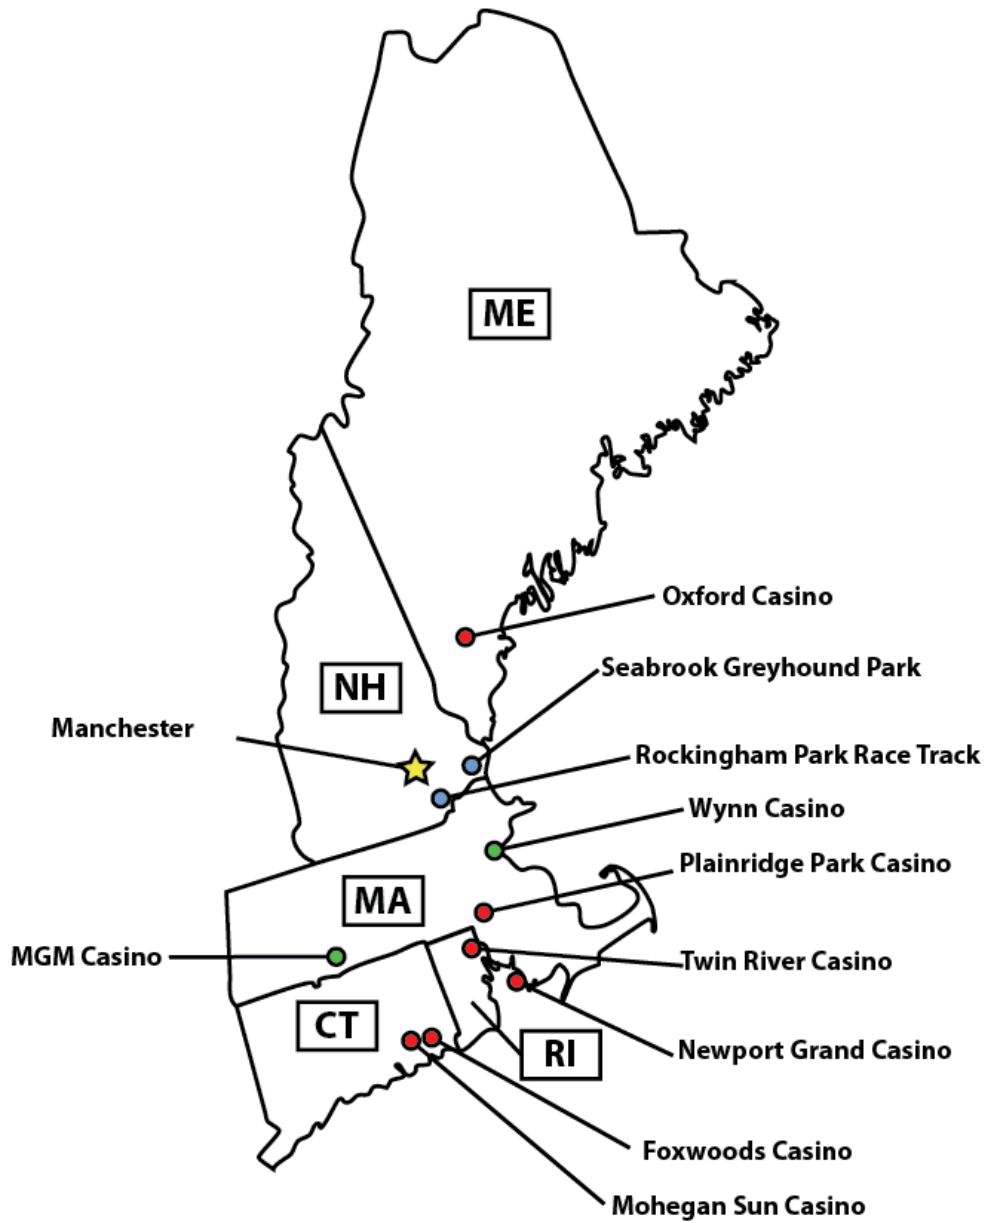 ME
Oxford Casino
Seabrook Greyhound Park
NH
Manchester
Rockingham Park Race Track
Wynn Casino
Plainridge Park Casino
MA
MGM Casino
Twin River Casino
CT
RI
Newport Grand Casino
Foxwoods Casino
Mohegan Sun Casino